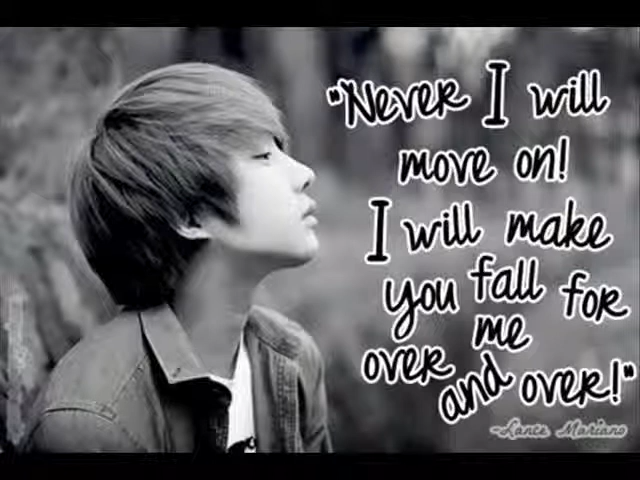 "Never I will
move on!
I will make
you fall for
me
over and over!"
~Lance Mariano